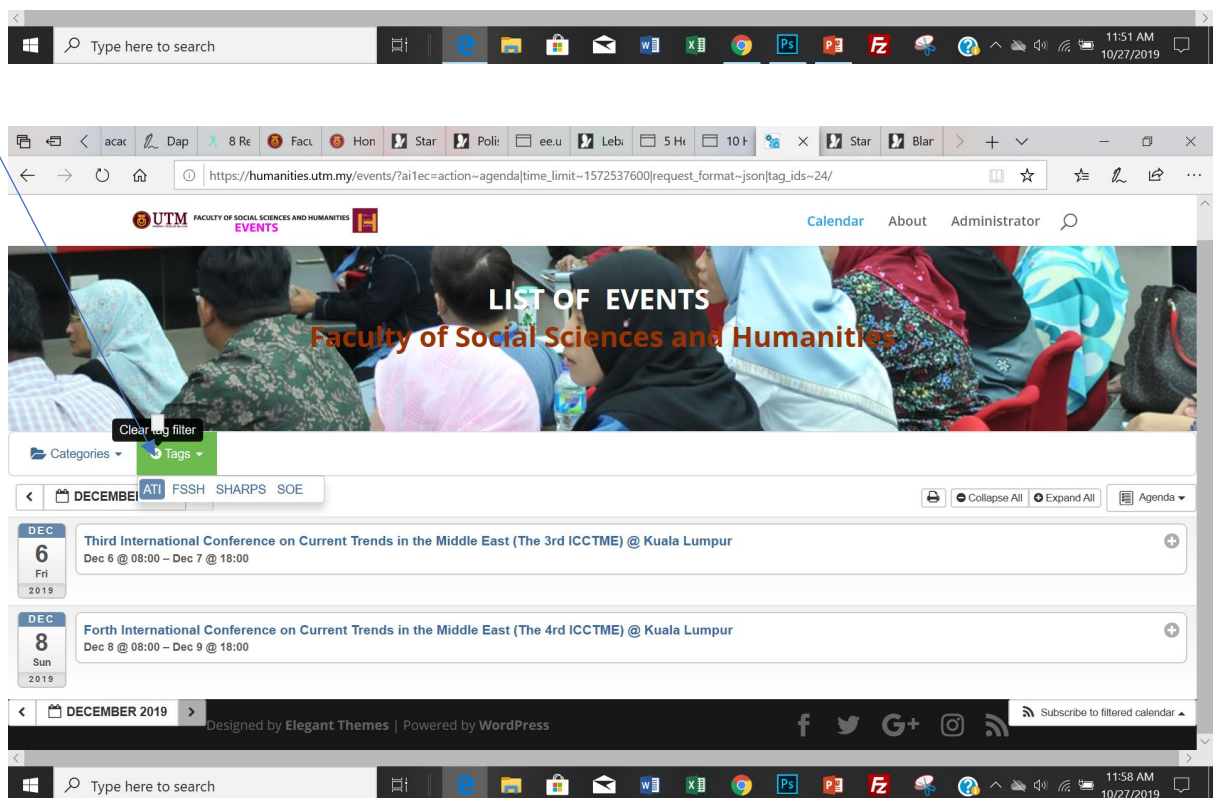 Type here to search
11:51 AM
10/27/2019
acac Dap 8 Re Facu Hon Star Polis ee.u Leba 5 He 10 H Star Blar
https://humanities.utm.my/events/?ai1ec=action~agenda|time_limit~1572537600|request_format~json|tag_ids~24/
UTM FACULTY OF SOCIAL SCIENCES AND HUMANITIES
EVENTS
Calendar About Administrator
LIST OF EVENTS
Faculty of Social Sciences and Humanities
Clear tag filter
Categories Tags
ATI FSSH SHARPS SOE
DECEMBE
Collapse All Expand All Agenda
DEC
6
Fri
2019
Third International Conference on Current Trends in the Middle East (The 3rd ICCTME) @ Kuala Lumpur
Dec 6 @ 08:00 – Dec 7 @ 18:00
DEC
8
Sun
2019
Forth International Conference on Current Trends in the Middle East (The 4rd ICCTME) @ Kuala Lumpur
Dec 8 @ 08:00 – Dec 9 @ 18:00
DECEMBER 2019
Designed by Elegant Themes | Powered by WordPress
Subscribe to filtered calendar
Type here to search
11:58 AM
10/27/2019